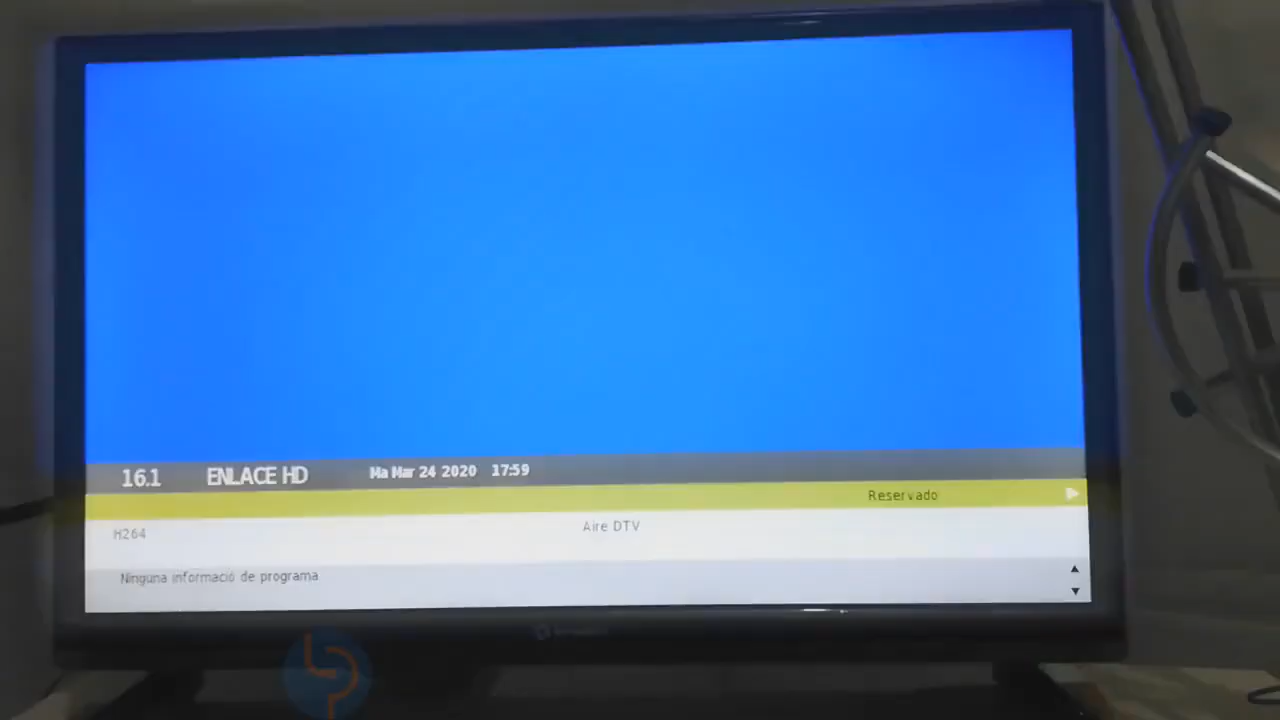 16.1 ENLACE HD Ma Mar 24 2020 17:59
Reservado
H264 Aire DTV
Ninguna informació de programa